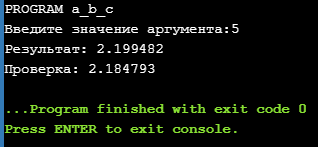 PROGRAM a_b_c
Введите значение аргумента:5
Результат: 2.199482
Проверка: 2.184793
...Program finished with exit code 0
Press ENTER to exit console.